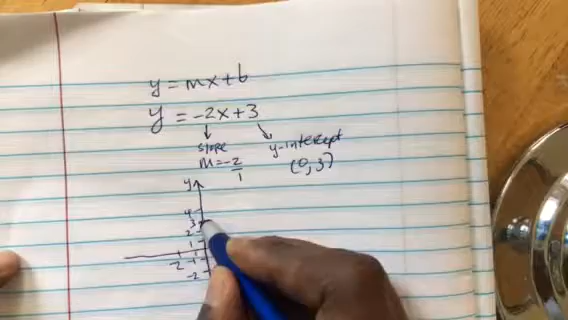 y = mx+b
y = -2x+3
slope y-intercept
m=-2/1 (0,3)
y
4
3
2
1
-2 -1
-2